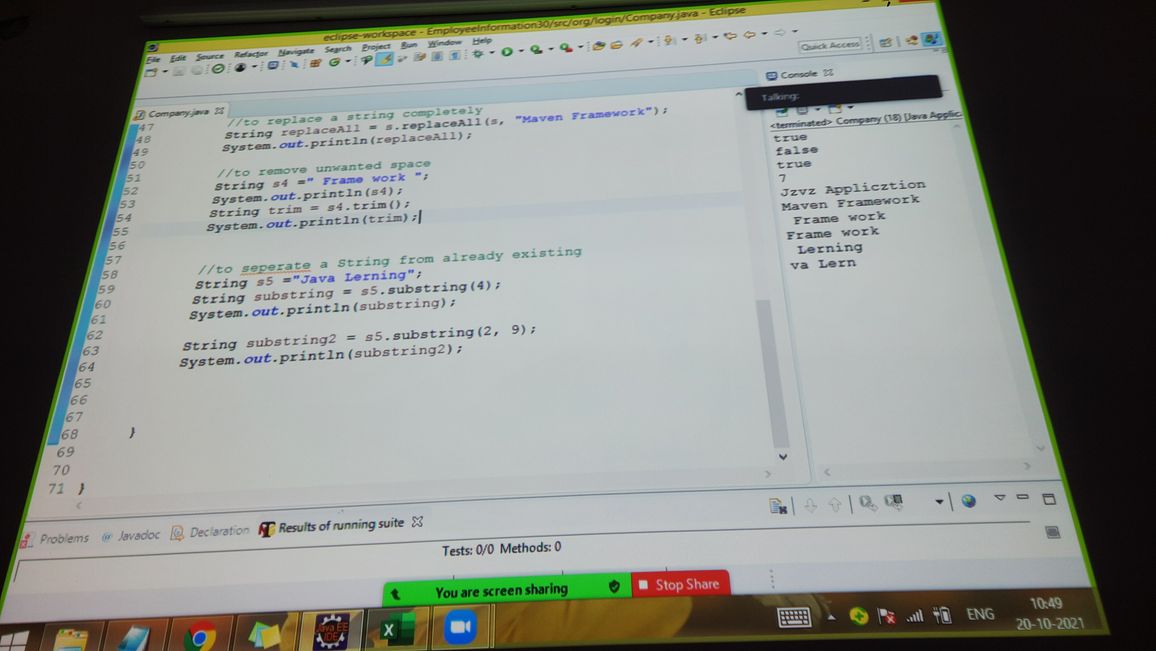 eclipse-workspace - EmployeeInformation30/src/org/login/Company.java - Eclipse
File Edit Source Refactor Navigate Search Project Run Window Help
Quick Access
Company.java
Console
Talking:
<terminated> Company (18) [Java Applic
47 //to replace a string completely
48 String replaceAll = s.replaceAll(s, "Maven Framework");
49 System.out.println(replaceAll);
50
51 //to remove unwanted space
52 String s4 =" Frame work ";
53 System.out.println(s4);
54 String trim = s4.trim();
55 System.out.println(trim);
56
57
58 //to seperate a String from already existing
59 String s5 ="Java Lerning";
60 String substring = s5.substring(4);
61 System.out.println(substring);
62
63 String substring2 = s5.substring(2, 9);
64 System.out.println(substring2);
65
66
67
68 }
69
70
71 }
true
false
true
7
Jzvz Applicztion
Maven Framework
 Frame work
Frame work
 Lerning
va Lern
Problems Javadoc Declaration Results of running suite
Tests: 0/0 Methods: 0
You are screen sharing Stop Share
Java EE
IDE
ENG
10:49
20-10-2021